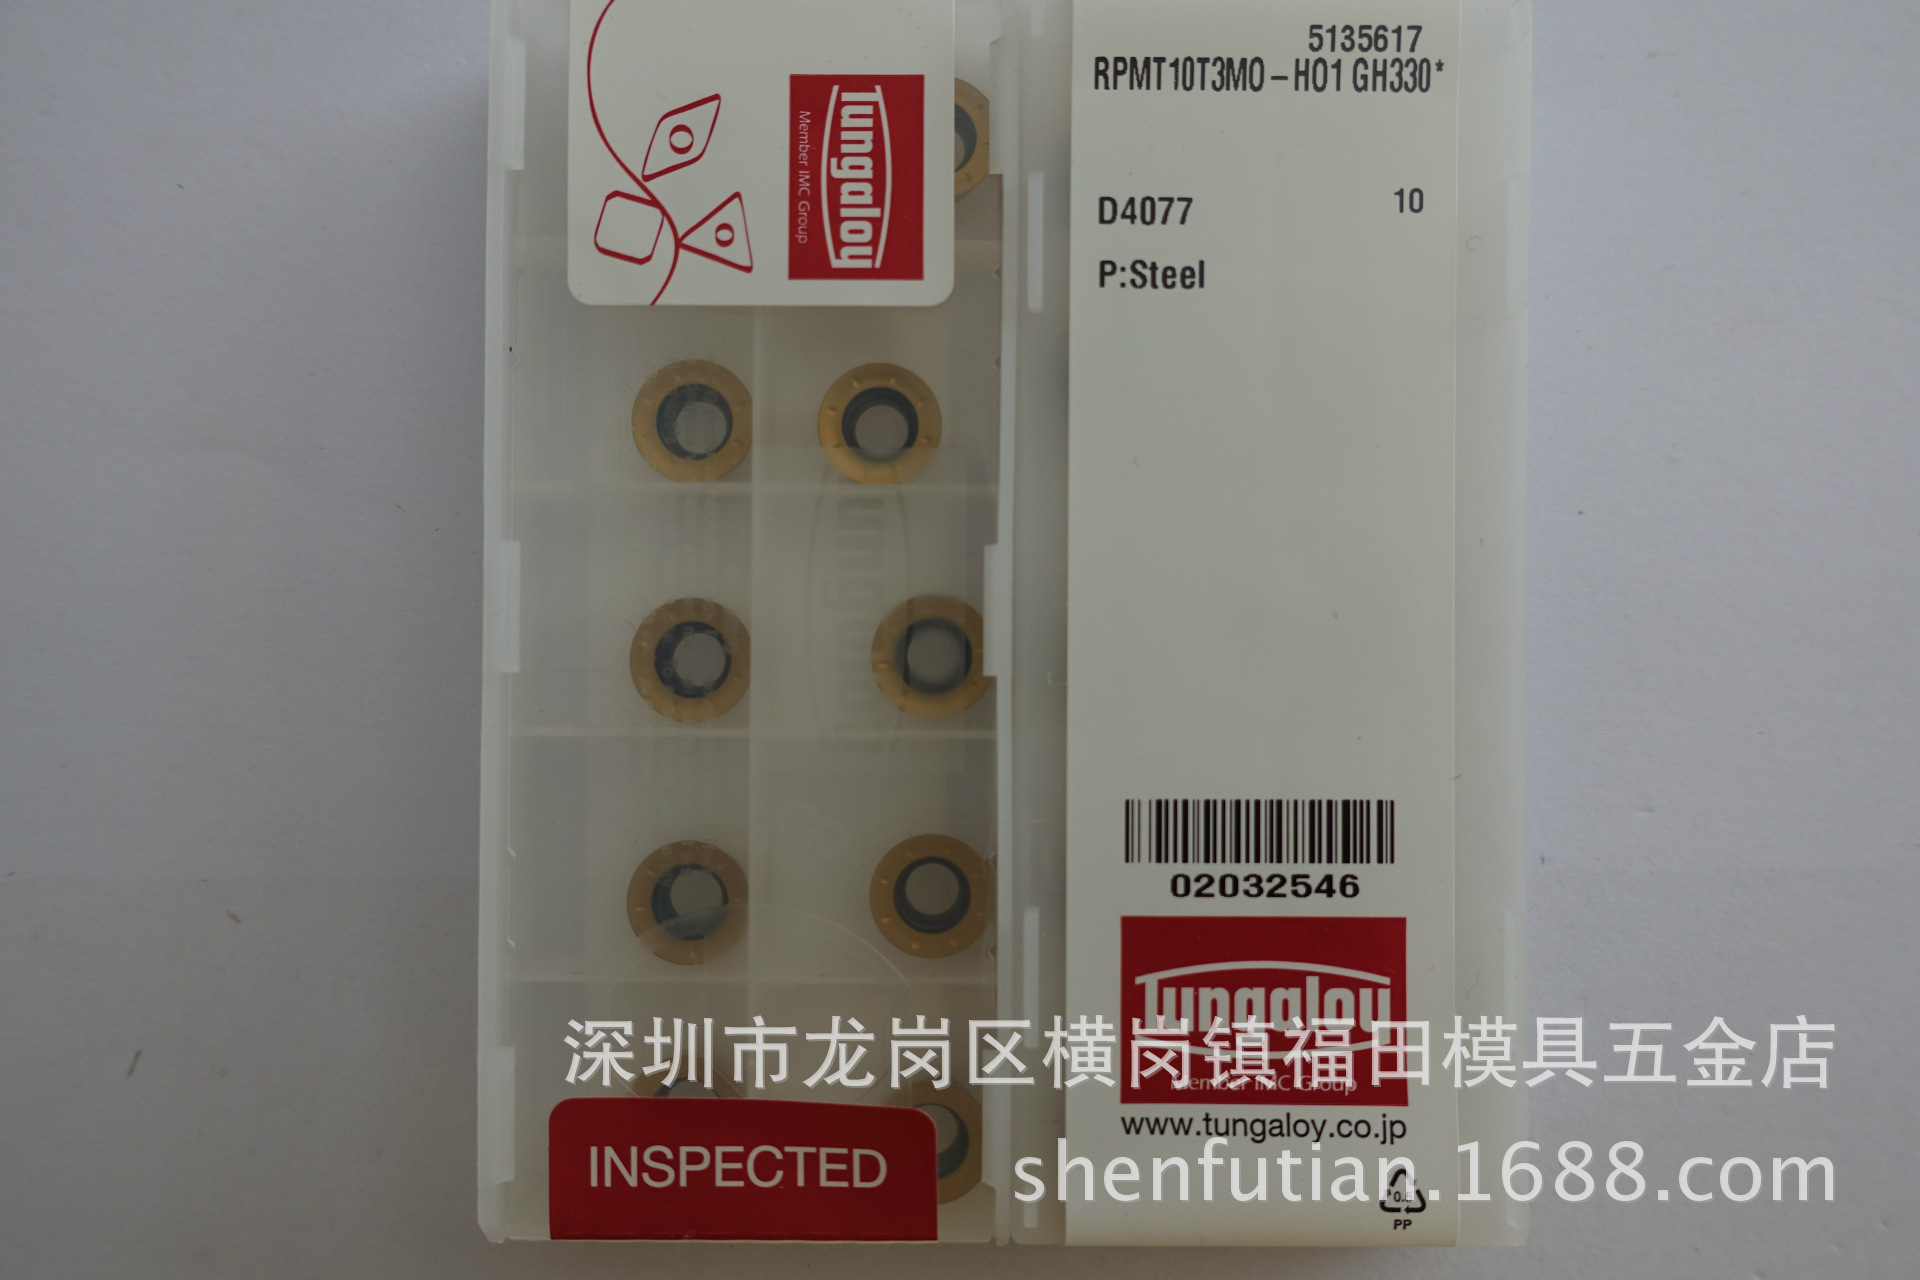 Tungaloy
Member IMC Group
INSPECTED
5135617
RPMT10T3MO-HO1 GH330*
D4077
10
P:Steel
02032546
Tungaloy
Member IMC Group
www.tungaloy.co.jp
PP
深圳市龙岗区横岗镇福田模具五金店
shenfutian.1688.com